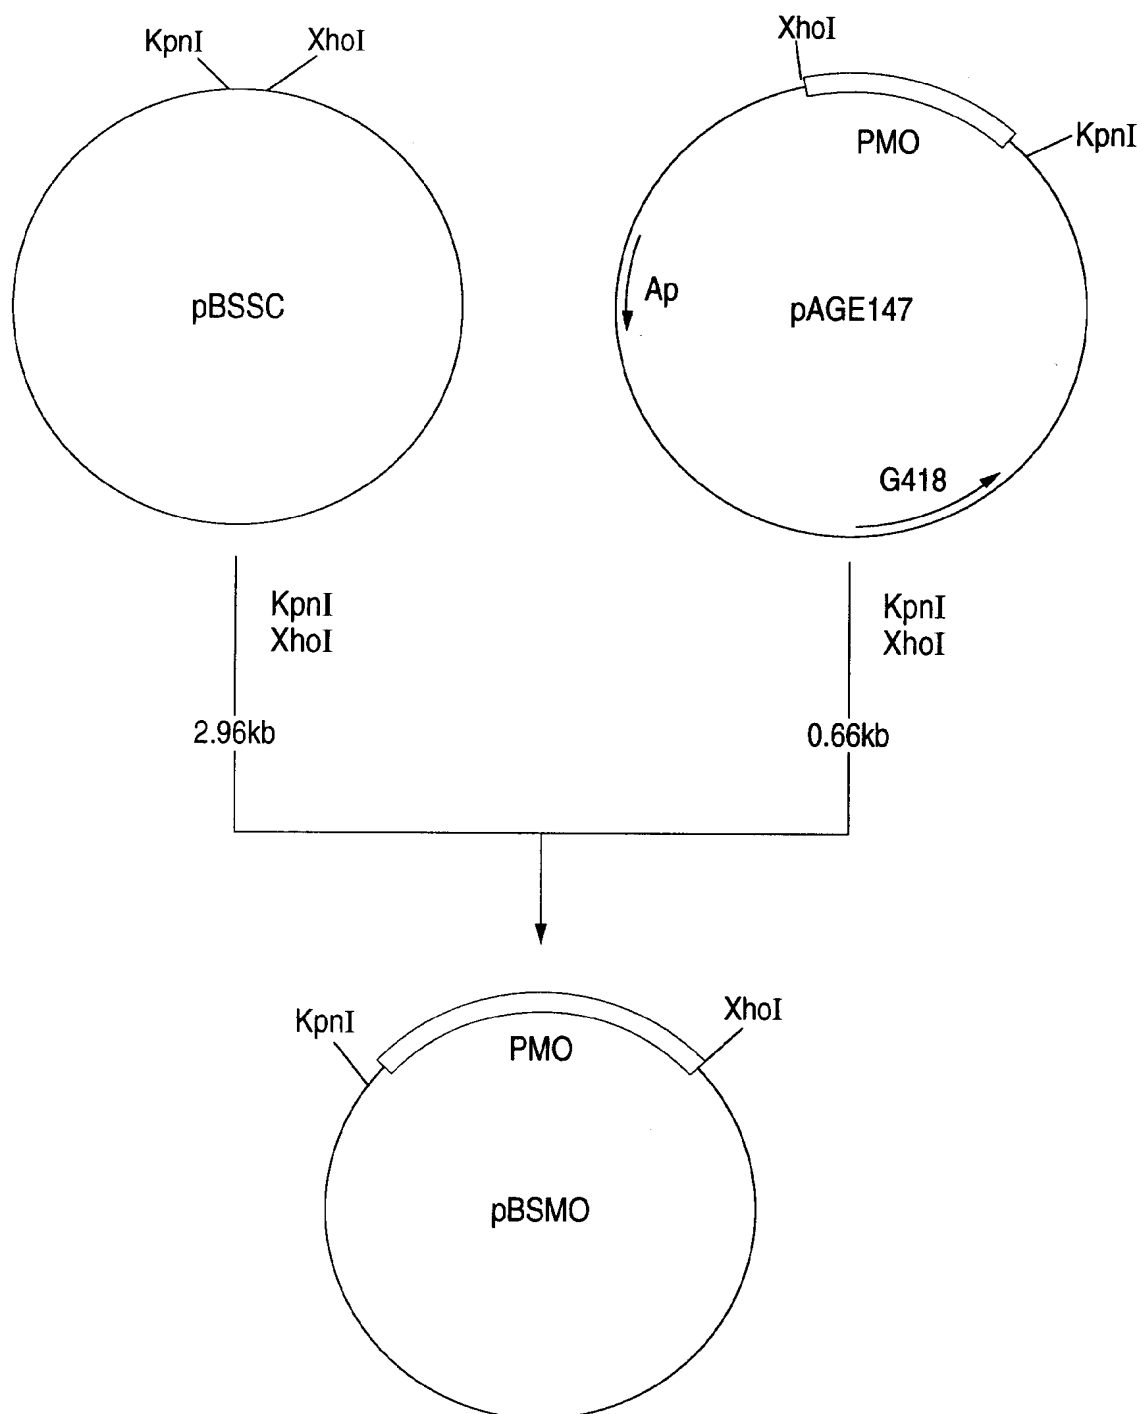 KpnI
XhoI
pBSSC
XhoI
KpnI
PMO
Ap
pAGE147
G418
KpnI
XhoI
2.96kb
KpnI
XhoI
0.66kb
KpnI
XhoI
PMO
pBSMO